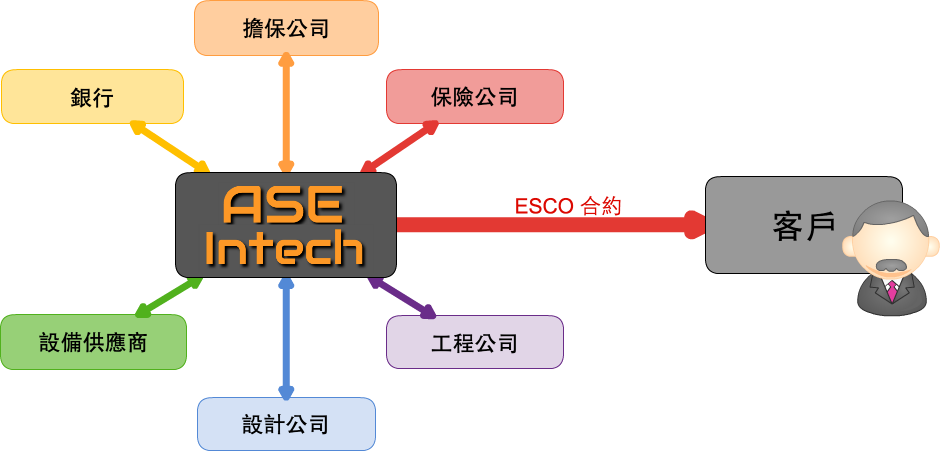 擔保公司
銀行
保險公司
ASE
Intech
ESCO 合約
客戶
設備供應商
工程公司
設計公司